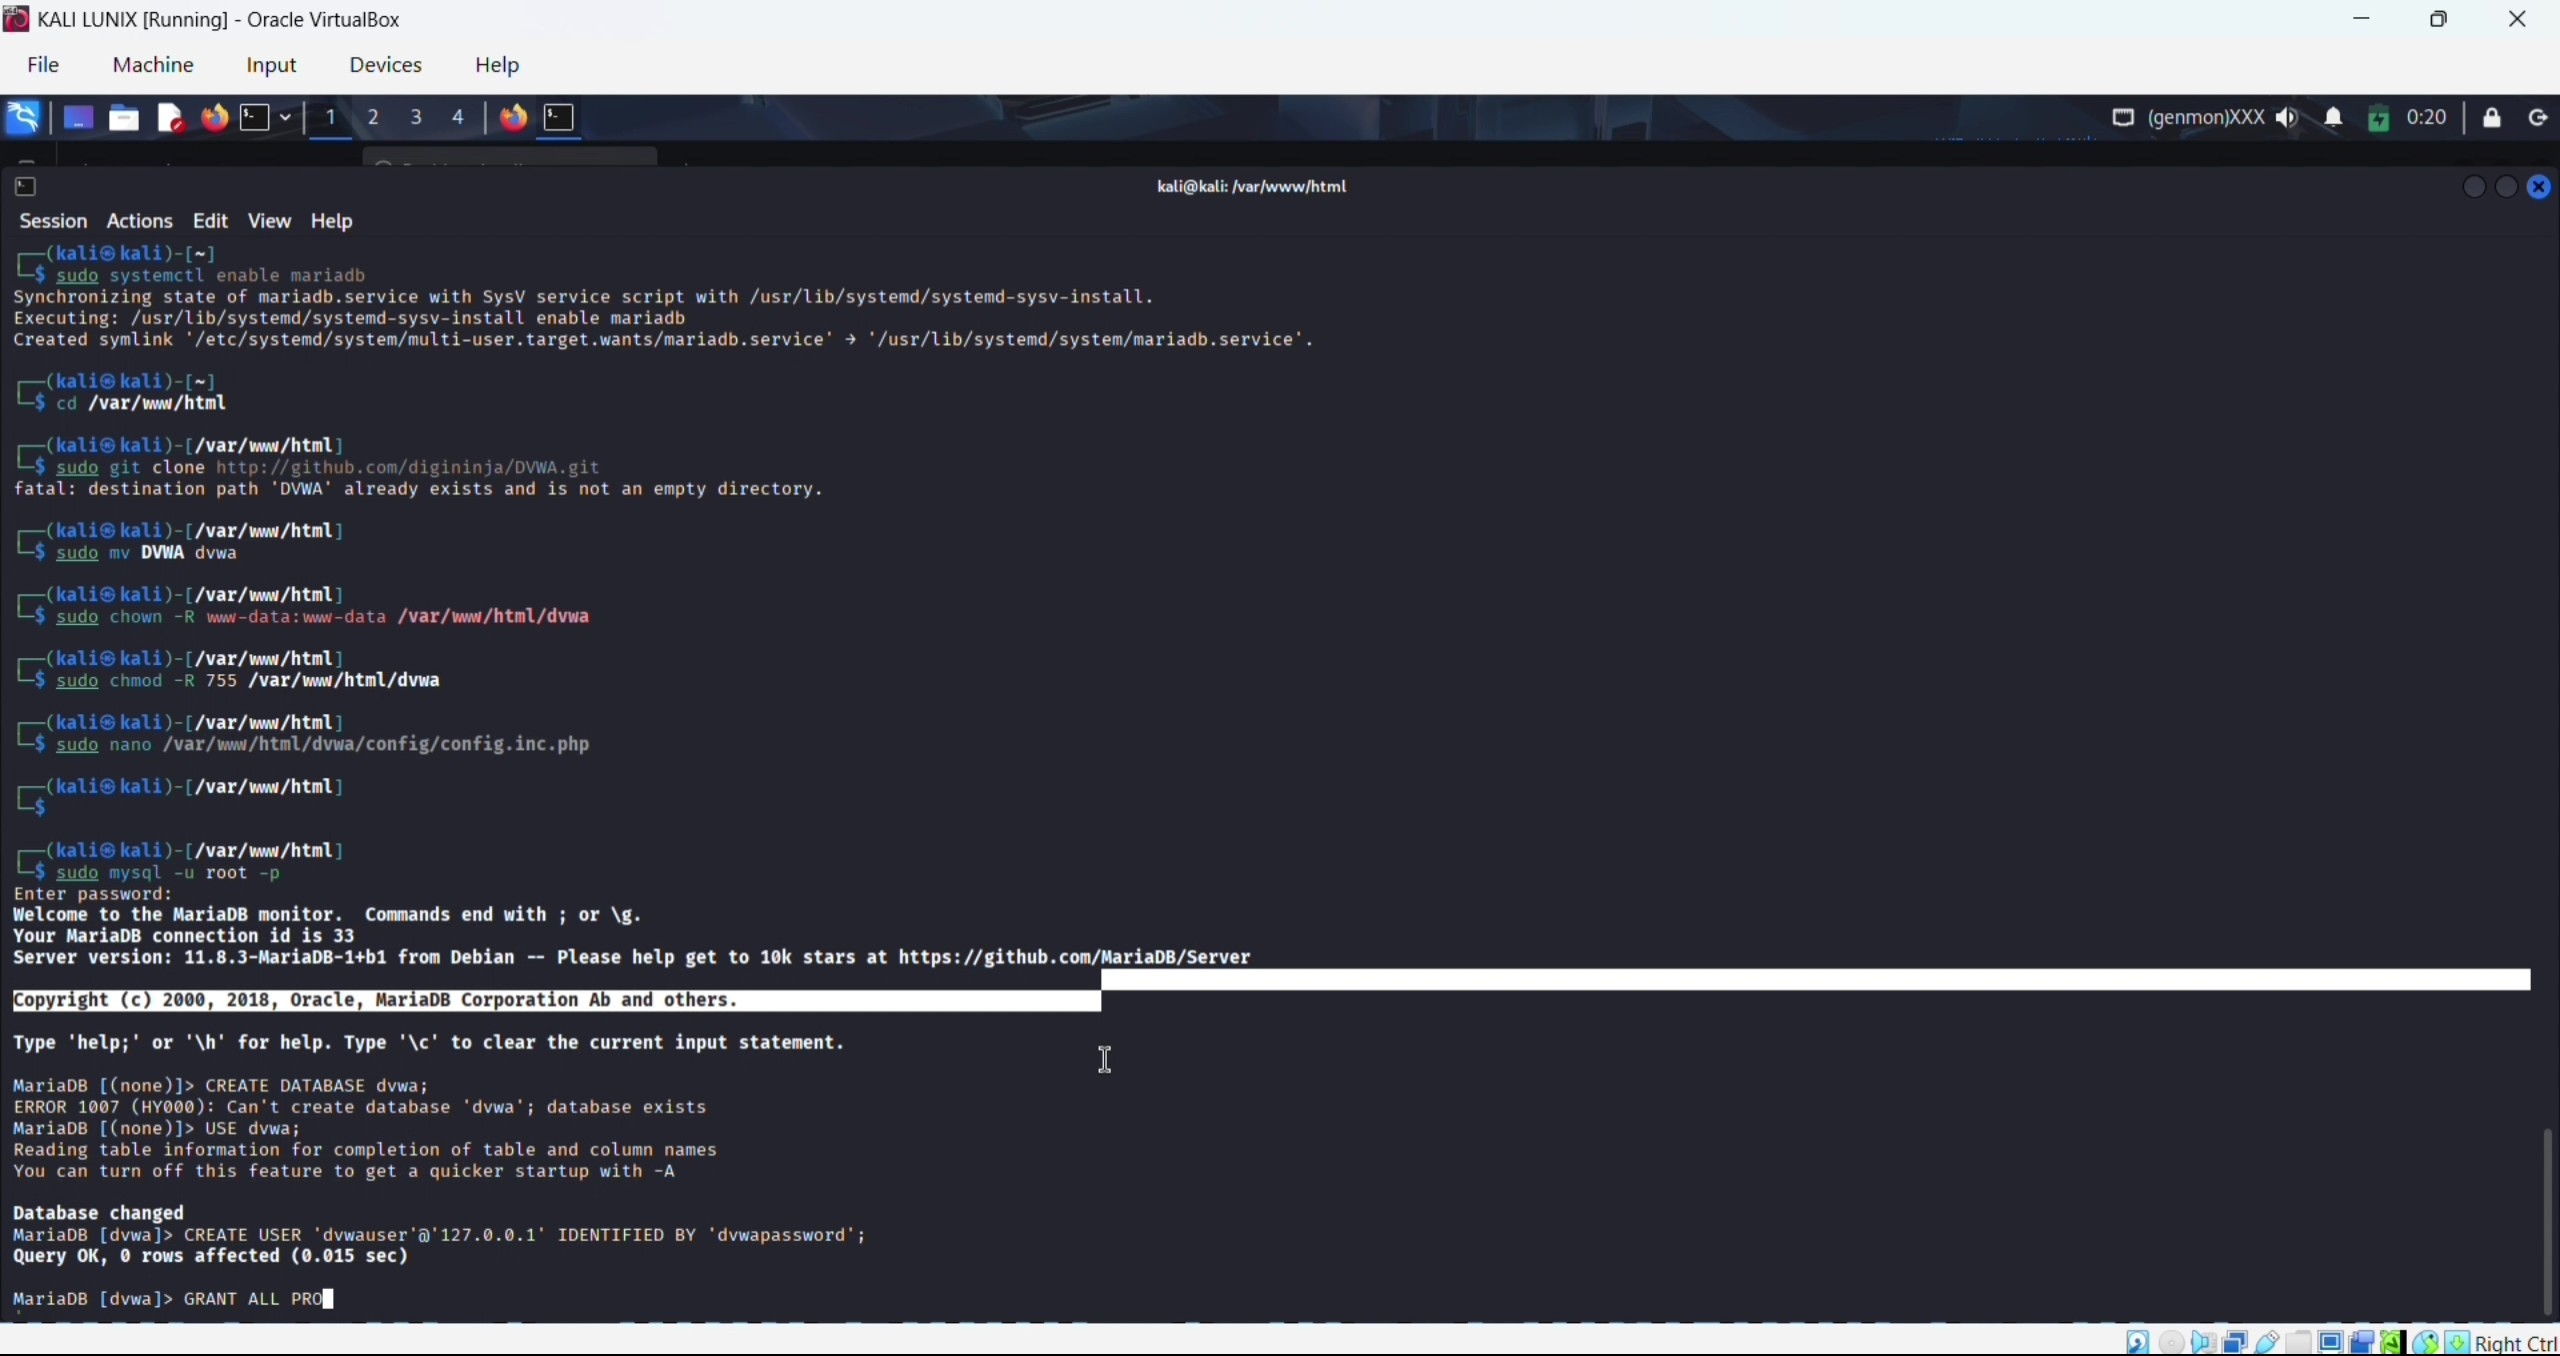 KALI LUNIX [Running] - Oracle VirtualBox
File Machine Input Devices Help
1 2 3 4 (genmon)XXX 0:20
kali@kali: /var/www/html
Session Actions Edit View Help
┌──(kali㉿kali)-[~]
└─$ sudo systemctl enable mariadb
Synchronizing state of mariadb.service with SysV service script with /usr/lib/systemd/systemd-sysv-install.
Executing: /usr/lib/systemd/systemd-sysv-install enable mariadb
Created symlink '/etc/systemd/system/multi-user.target.wants/mariadb.service' → '/usr/lib/systemd/system/mariadb.service'.
┌──(kali㉿kali)-[~]
└─$ cd /var/www/html
┌──(kali㉿kali)-[/var/www/html]
└─$ sudo git clone http://github.com/digininja/DVWA.git
fatal: destination path 'DVWA' already exists and is not an empty directory.
┌──(kali㉿kali)-[/var/www/html]
└─$ sudo mv DVWA dvwa
┌──(kali㉿kali)-[/var/www/html]
└─$ sudo chown -R www-data:www-data /var/www/html/dvwa
┌──(kali㉿kali)-[/var/www/html]
└─$ sudo chmod -R 755 /var/www/html/dvwa
┌──(kali㉿kali)-[/var/www/html]
└─$ sudo nano /var/www/html/dvwa/config/config.inc.php
┌──(kali㉿kali)-[/var/www/html]
└─$
┌──(kali㉿kali)-[/var/www/html]
└─$ sudo mysql -u root -p
Enter password:
Welcome to the MariaDB monitor.  Commands end with ; or \g.
Your MariaDB connection id is 33
Server version: 11.8.3-MariaDB-1+b1 from Debian -- Please help get to 10k stars at https://github.com/MariaDB/Server
Copyright (c) 2000, 2018, Oracle, MariaDB Corporation Ab and others.
Type 'help;' or '\h' for help. Type '\c' to clear the current input statement.
MariaDB [(none)]> CREATE DATABASE dvwa;
ERROR 1007 (HY000): Can't create database 'dvwa'; database exists
MariaDB [(none)]> USE dvwa;
Reading table information for completion of table and column names
You can turn off this feature to get a quicker startup with -A
Database changed
MariaDB [dvwa]> CREATE USER 'dvwauser'@'127.0.0.1' IDENTIFIED BY 'dvwapassword';
Query OK, 0 rows affected (0.015 sec)
MariaDB [dvwa]> GRANT ALL PRO
Right Ctrl